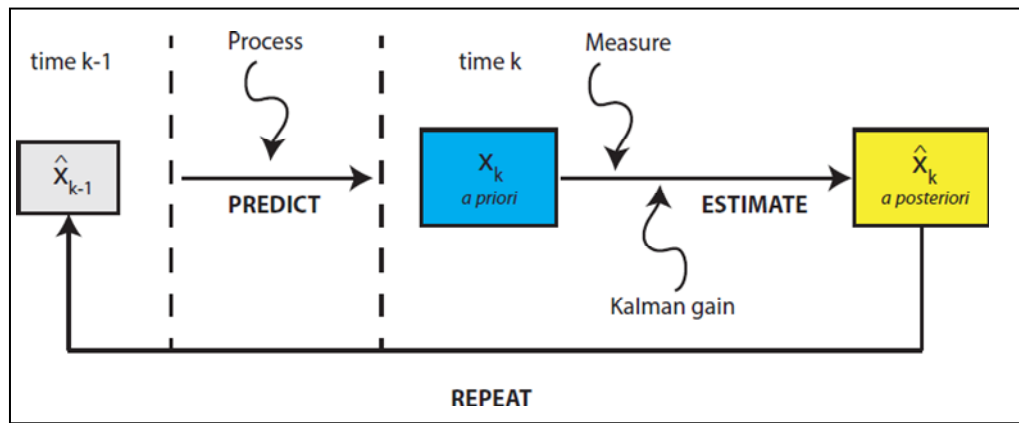 time k-1
Process
time k
Measure
x̂ₖ₋₁
PREDICT
xₖ
a priori
ESTIMATE
x̂ₖ
a posteriori
Kalman gain
REPEAT